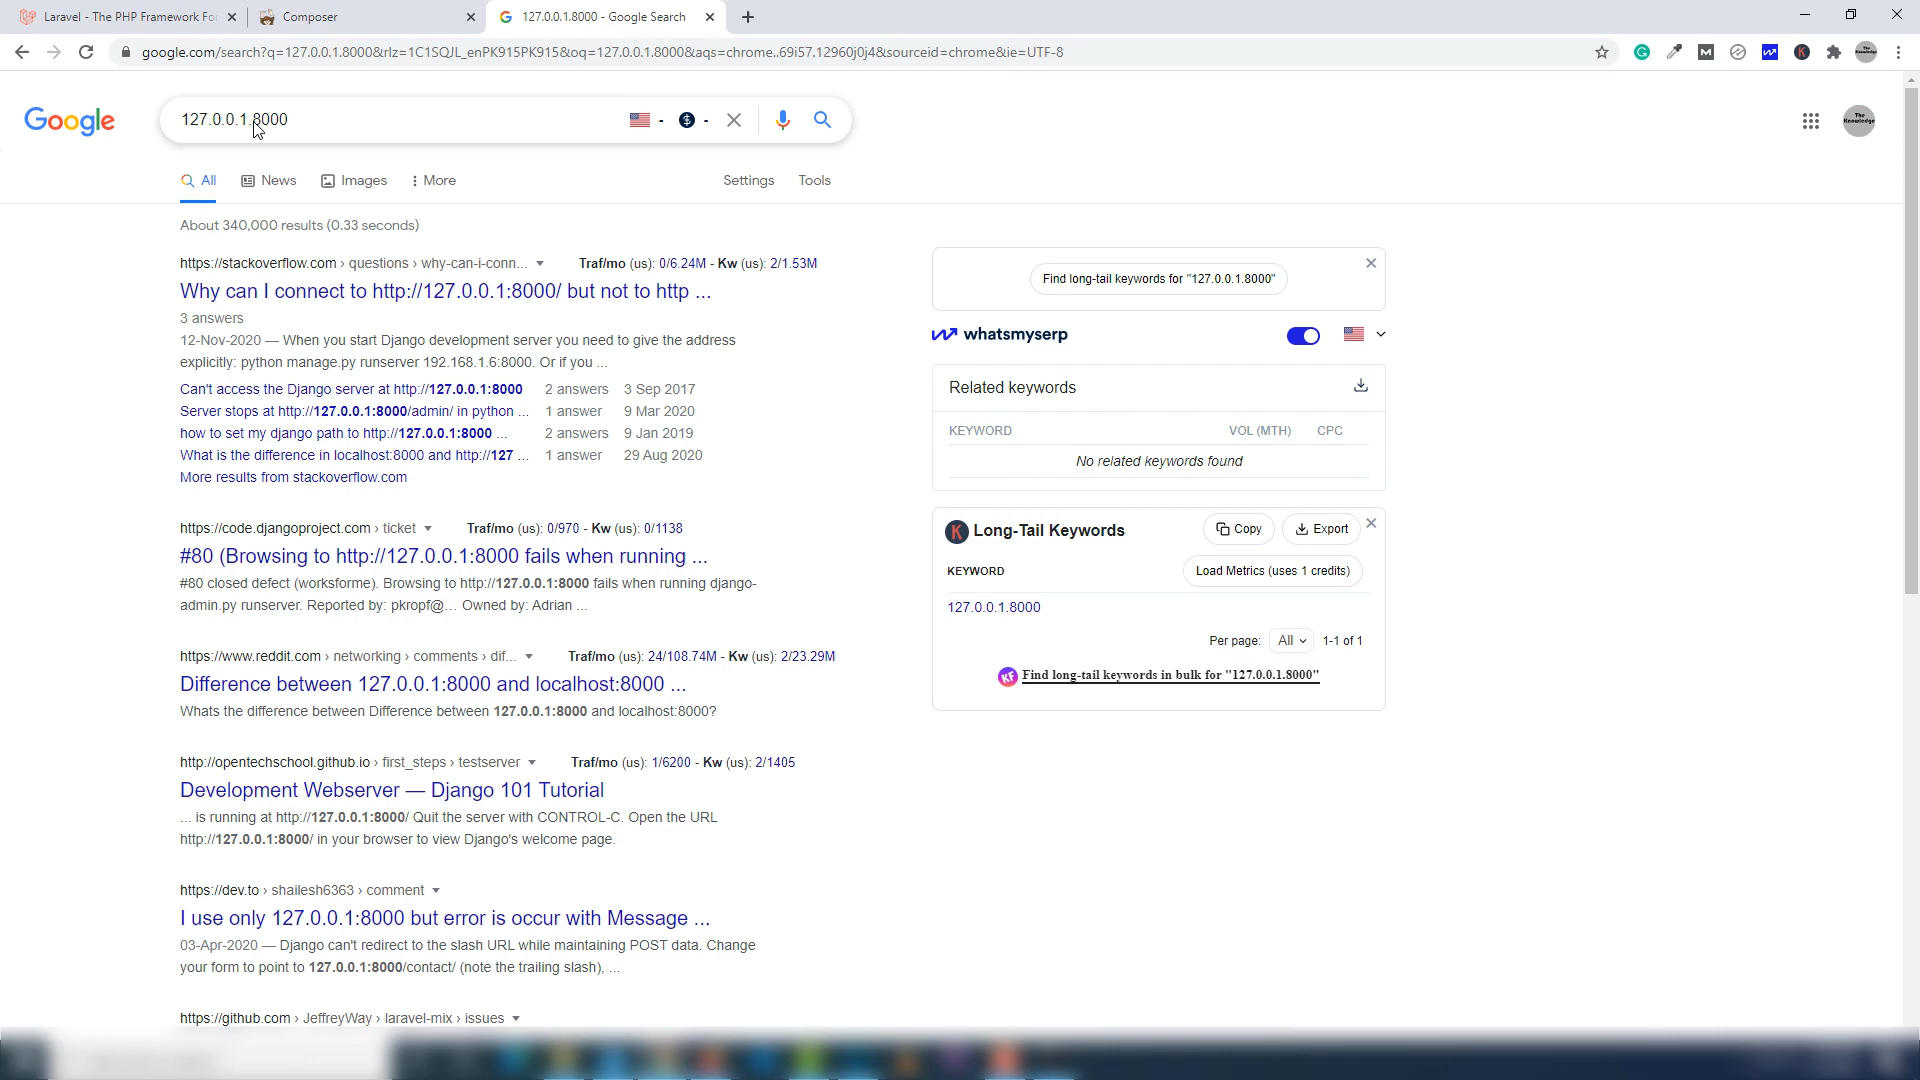 Laravel - The PHP Framework For
Composer
127.0.0.1.8000 - Google Search
google.com/search?q=127.0.0.1.8000&rlz=1C1SQJL_enPK915PK915&oq=127.0.0.1.8000&aqs=chrome..69i57.12960j0j4&sourceid=chrome&ie=UTF-8
Google
127.0.0.1.8000
The Knowledge
All
News
Images
More
Settings
Tools
About 340,000 results (0.33 seconds)
https://stackoverflow.com › questions › why-can-i-conn...
Traf/mo (us): 0/6.24M - Kw (us): 2/1.53M
Why can I connect to http://127.0.0.1:8000/ but not to http ...
3 answers
12-Nov-2020 — When you start Django development server you need to give the address
explicitly: python manage.py runserver 192.168.1.6:8000. Or if you ...
Can't access the Django server at http://127.0.0.1:8000 2 answers 3 Sep 2017
Server stops at http://127.0.0.1:8000/admin/ in python ... 1 answer 9 Mar 2020
how to set my django path to http://127.0.0.1:8000 ... 2 answers 9 Jan 2019
What is the difference in localhost:8000 and http://127 ... 1 answer 29 Aug 2020
More results from stackoverflow.com
https://code.djangoproject.com › ticket
Traf/mo (us): 0/970 - Kw (us): 0/1138
#80 (Browsing to http://127.0.0.1:8000 fails when running ...
#80 closed defect (worksforme). Browsing to http://127.0.0.1:8000 fails when running django-
admin.py runserver. Reported by: pkropf@... Owned by: Adrian ...
https://www.reddit.com › networking › comments › dif...
Traf/mo (us): 24/108.74M - Kw (us): 2/23.29M
Difference between 127.0.0.1:8000 and localhost:8000 ...
Whats the difference between Difference between 127.0.0.1:8000 and localhost:8000?
http://opentechschool.github.io › first_steps › testserver
Traf/mo (us): 1/6200 - Kw (us): 2/1405
Development Webserver — Django 101 Tutorial
... is running at http://127.0.0.1:8000/ Quit the server with CONTROL-C. Open the URL
http://127.0.0.1:8000/ in your browser to view Django's welcome page.
https://dev.to › shailesh6363 › comment
I use only 127.0.0.1:8000 but error is occur with Message ...
03-Apr-2020 — Django can't redirect to the slash URL while maintaining POST data. Change
your form to point to 127.0.0.1:8000/contact/ (note the trailing slash), ...
https://github.com › JeffreyWay › laravel-mix › issues
Find long-tail keywords for "127.0.0.1.8000"
whatsmyserp
Related keywords
KEYWORD VOL (MTH) CPC
No related keywords found
Long-Tail Keywords
Copy
Export
KEYWORD
Load Metrics (uses 1 credits)
127.0.0.1.8000
Per page: All 1-1 of 1
KF
Find long-tail keywords in bulk for "127.0.0.1.8000"